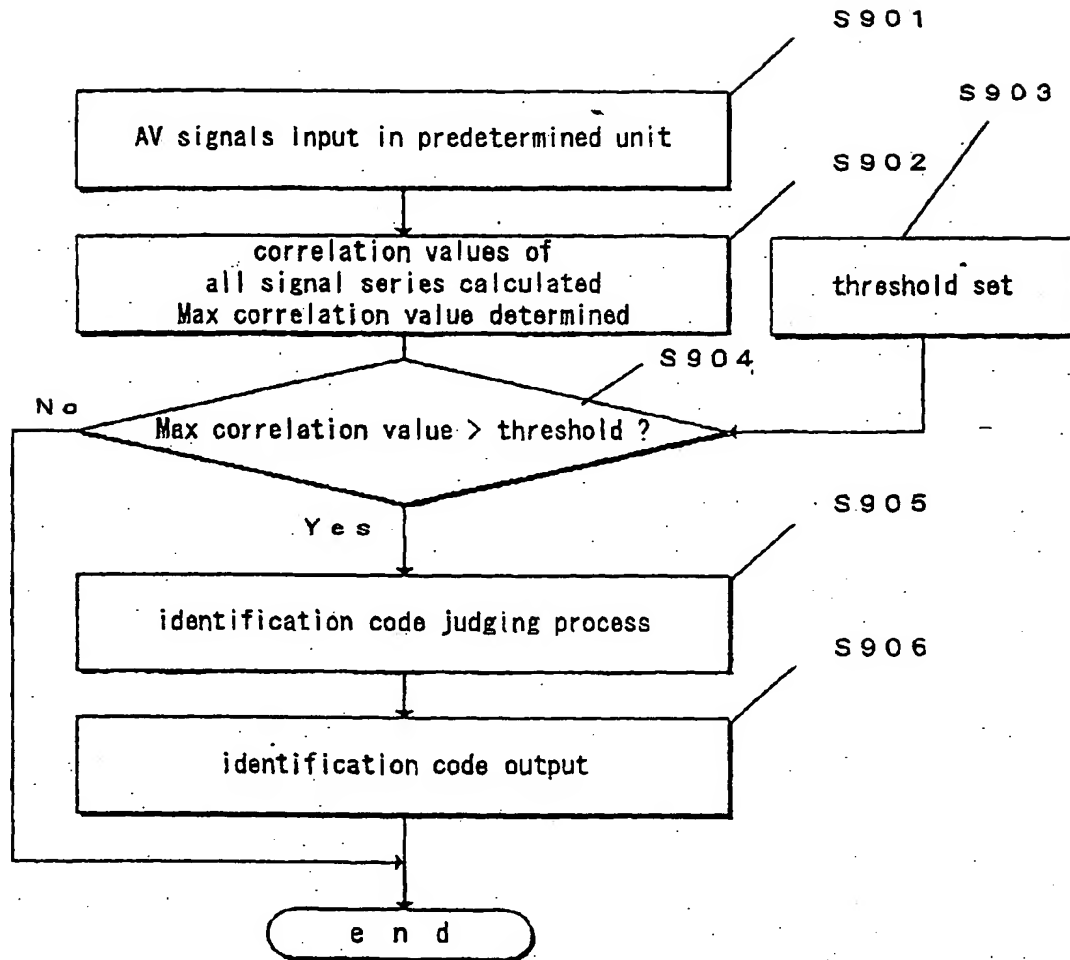 S901
AV signals input in predetermined unit
S902
S903
correlation values of
all signal series calculated
Max correlation value determined
threshold set
S904
No
Max correlation value > threshold ?
Yes
S905
identification code judging process
S906
identification code output
end